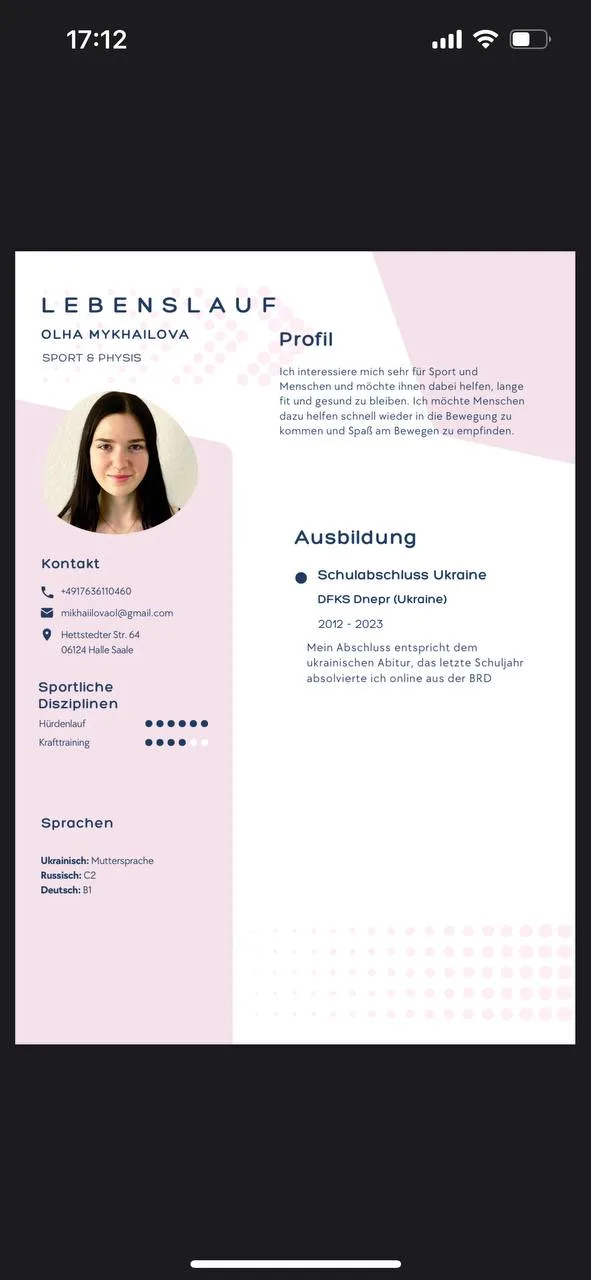 17:12
LEBENSLAUF
OLHA MYKHAILOVA
SPORT & PHYSIS
Profil
Ich interessiere mich sehr für Sport und
Menschen und möchte ihnen dabei helfen, lange
fit und gesund zu bleiben. Ich möchte Menschen
dazu helfen schnell wieder in die Bewegung zu
kommen und Spaß am Bewegen zu empfinden.
Kontakt
+4917636110460
mikhaiilovaol@gmail.com
Hettstedter Str. 64
06124 Halle Saale
Sportliche
Disziplinen
Hürdenlauf
Krafttraining
Sprachen
Ukrainisch: Muttersprache
Russisch: C2
Deutsch: B1
Ausbildung
Schulabschluss Ukraine
DFKS Dnepr (Ukraine)
2012 - 2023
Mein Abschluss entspricht dem
ukrainischen Abitur, das letzte Schuljahr
absolvierte ich online aus der BRD